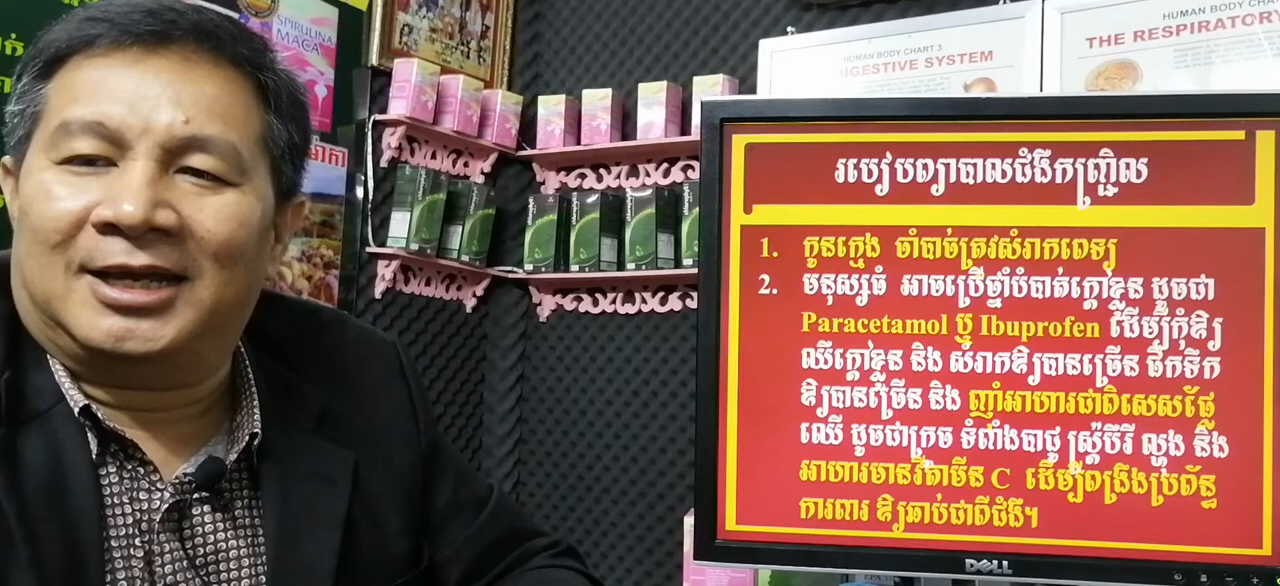 SPIRULINA
MACA
HUMAN BODY CHART 3
DIGESTIVE SYSTEM
HUMAN BODY CHA
THE RESPIRATORY
របៀបព្យាបាលជំងឺកញ្ជ្រិល
1. កូនក្មេង ចាំបាច់ត្រូវសំរាកពេទ្យ
2. មនុស្សធំ អាចប្រើថ្នាំបំបាត់ក្តៅខ្លួន ដូចជា
Paracetamol ឬ Ibuprofen ដើម្បីកុំឱ្យ
ឈឺក្តៅខ្លួន និង សំរាកឱ្យបានច្រើន ផឹកទឹក
ឱ្យបានច្រើន និង ញ៉ាំអាហារជាពិសេសផ្លែ
ឈើ ដូចជាក្រូច ទំពាំងបាជូ ស្ត្រ៊បឺរី ល្ហុង និង
អាហារមានវីតាមីន C ដើម្បីពង្រឹងប្រព័ន្ធ
ការពារ ឱ្យឆាប់ជាពីជំងឺ។
DELL